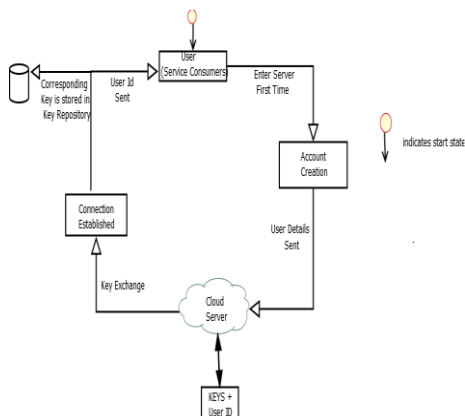 User
(Service Consumers)
Corresponding
Key is stored in
Key Repository
User Id
Sent
Enter Server
First Time
indicates start state
Account
Creation
Connection
Established
User Details
Sent
Key Exchange
Cloud
Server
KEYS +
User ID